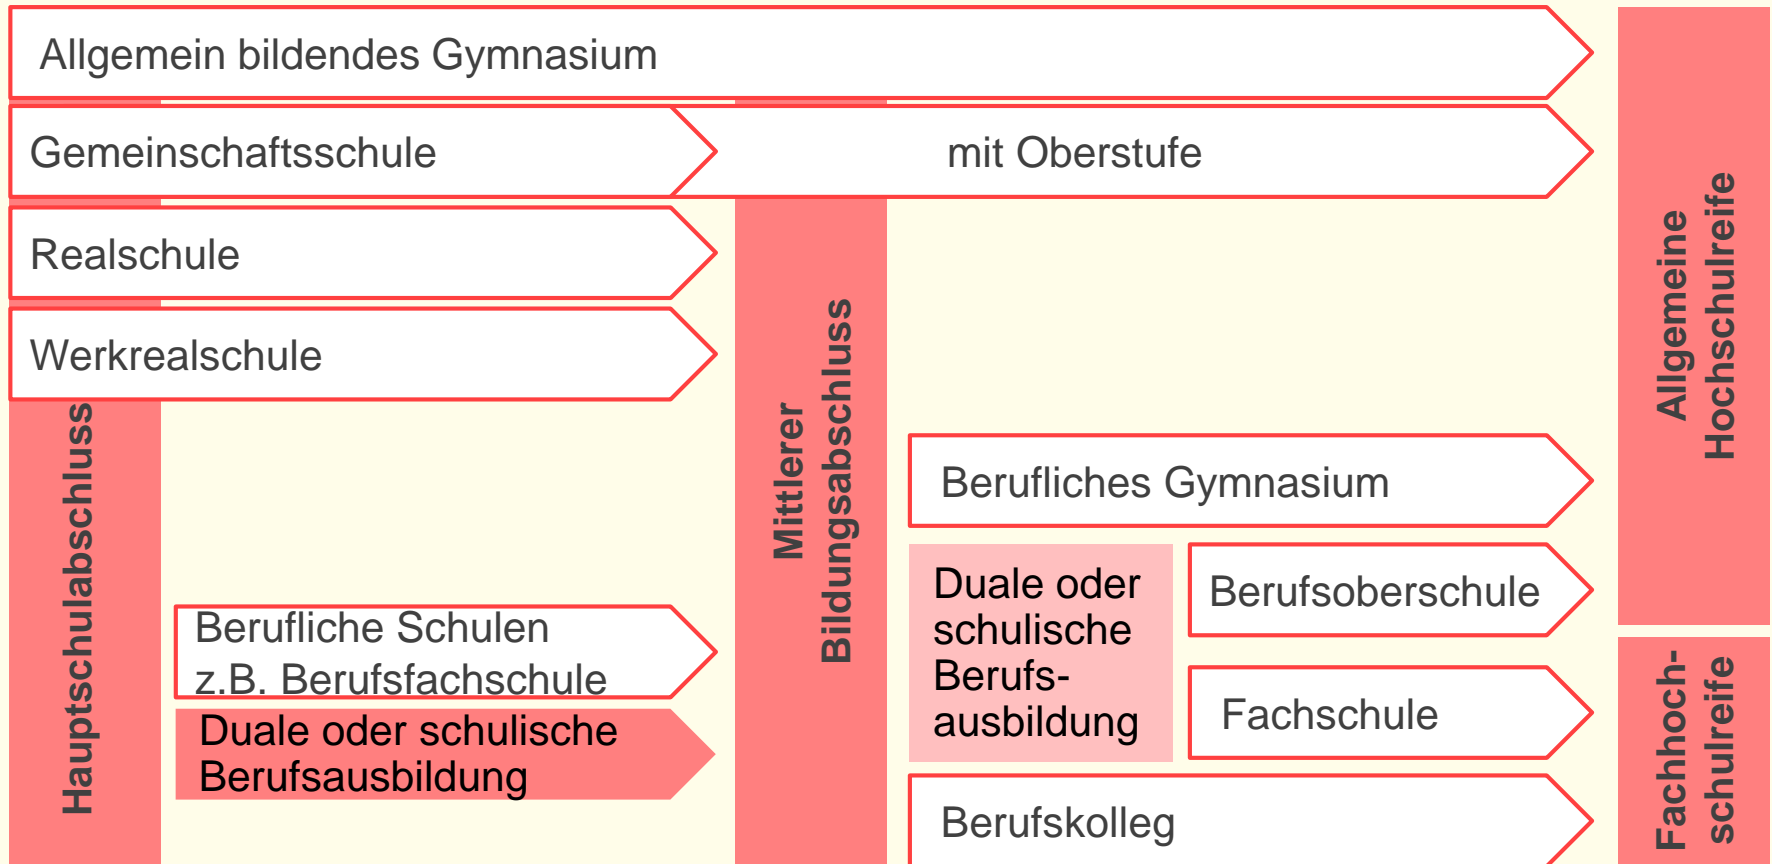 Allgemein bildendes Gymnasium
Gemeinschaftsschule
mit Oberstufe
Realschule
Werkrealschule
Hauptschulabschluss
Berufliche Schulen
z.B. Berufsfachschule
Duale oder schulische
Berufsausbildung
Mittlerer
Bildungsabschluss
Berufliches Gymnasium
Duale oder
schulische
Berufs-
ausbildung
Berufsoberschule
Fachschule
Berufskolleg
Allgemeine
Hochschulreife
Fachhoch-
schulreife